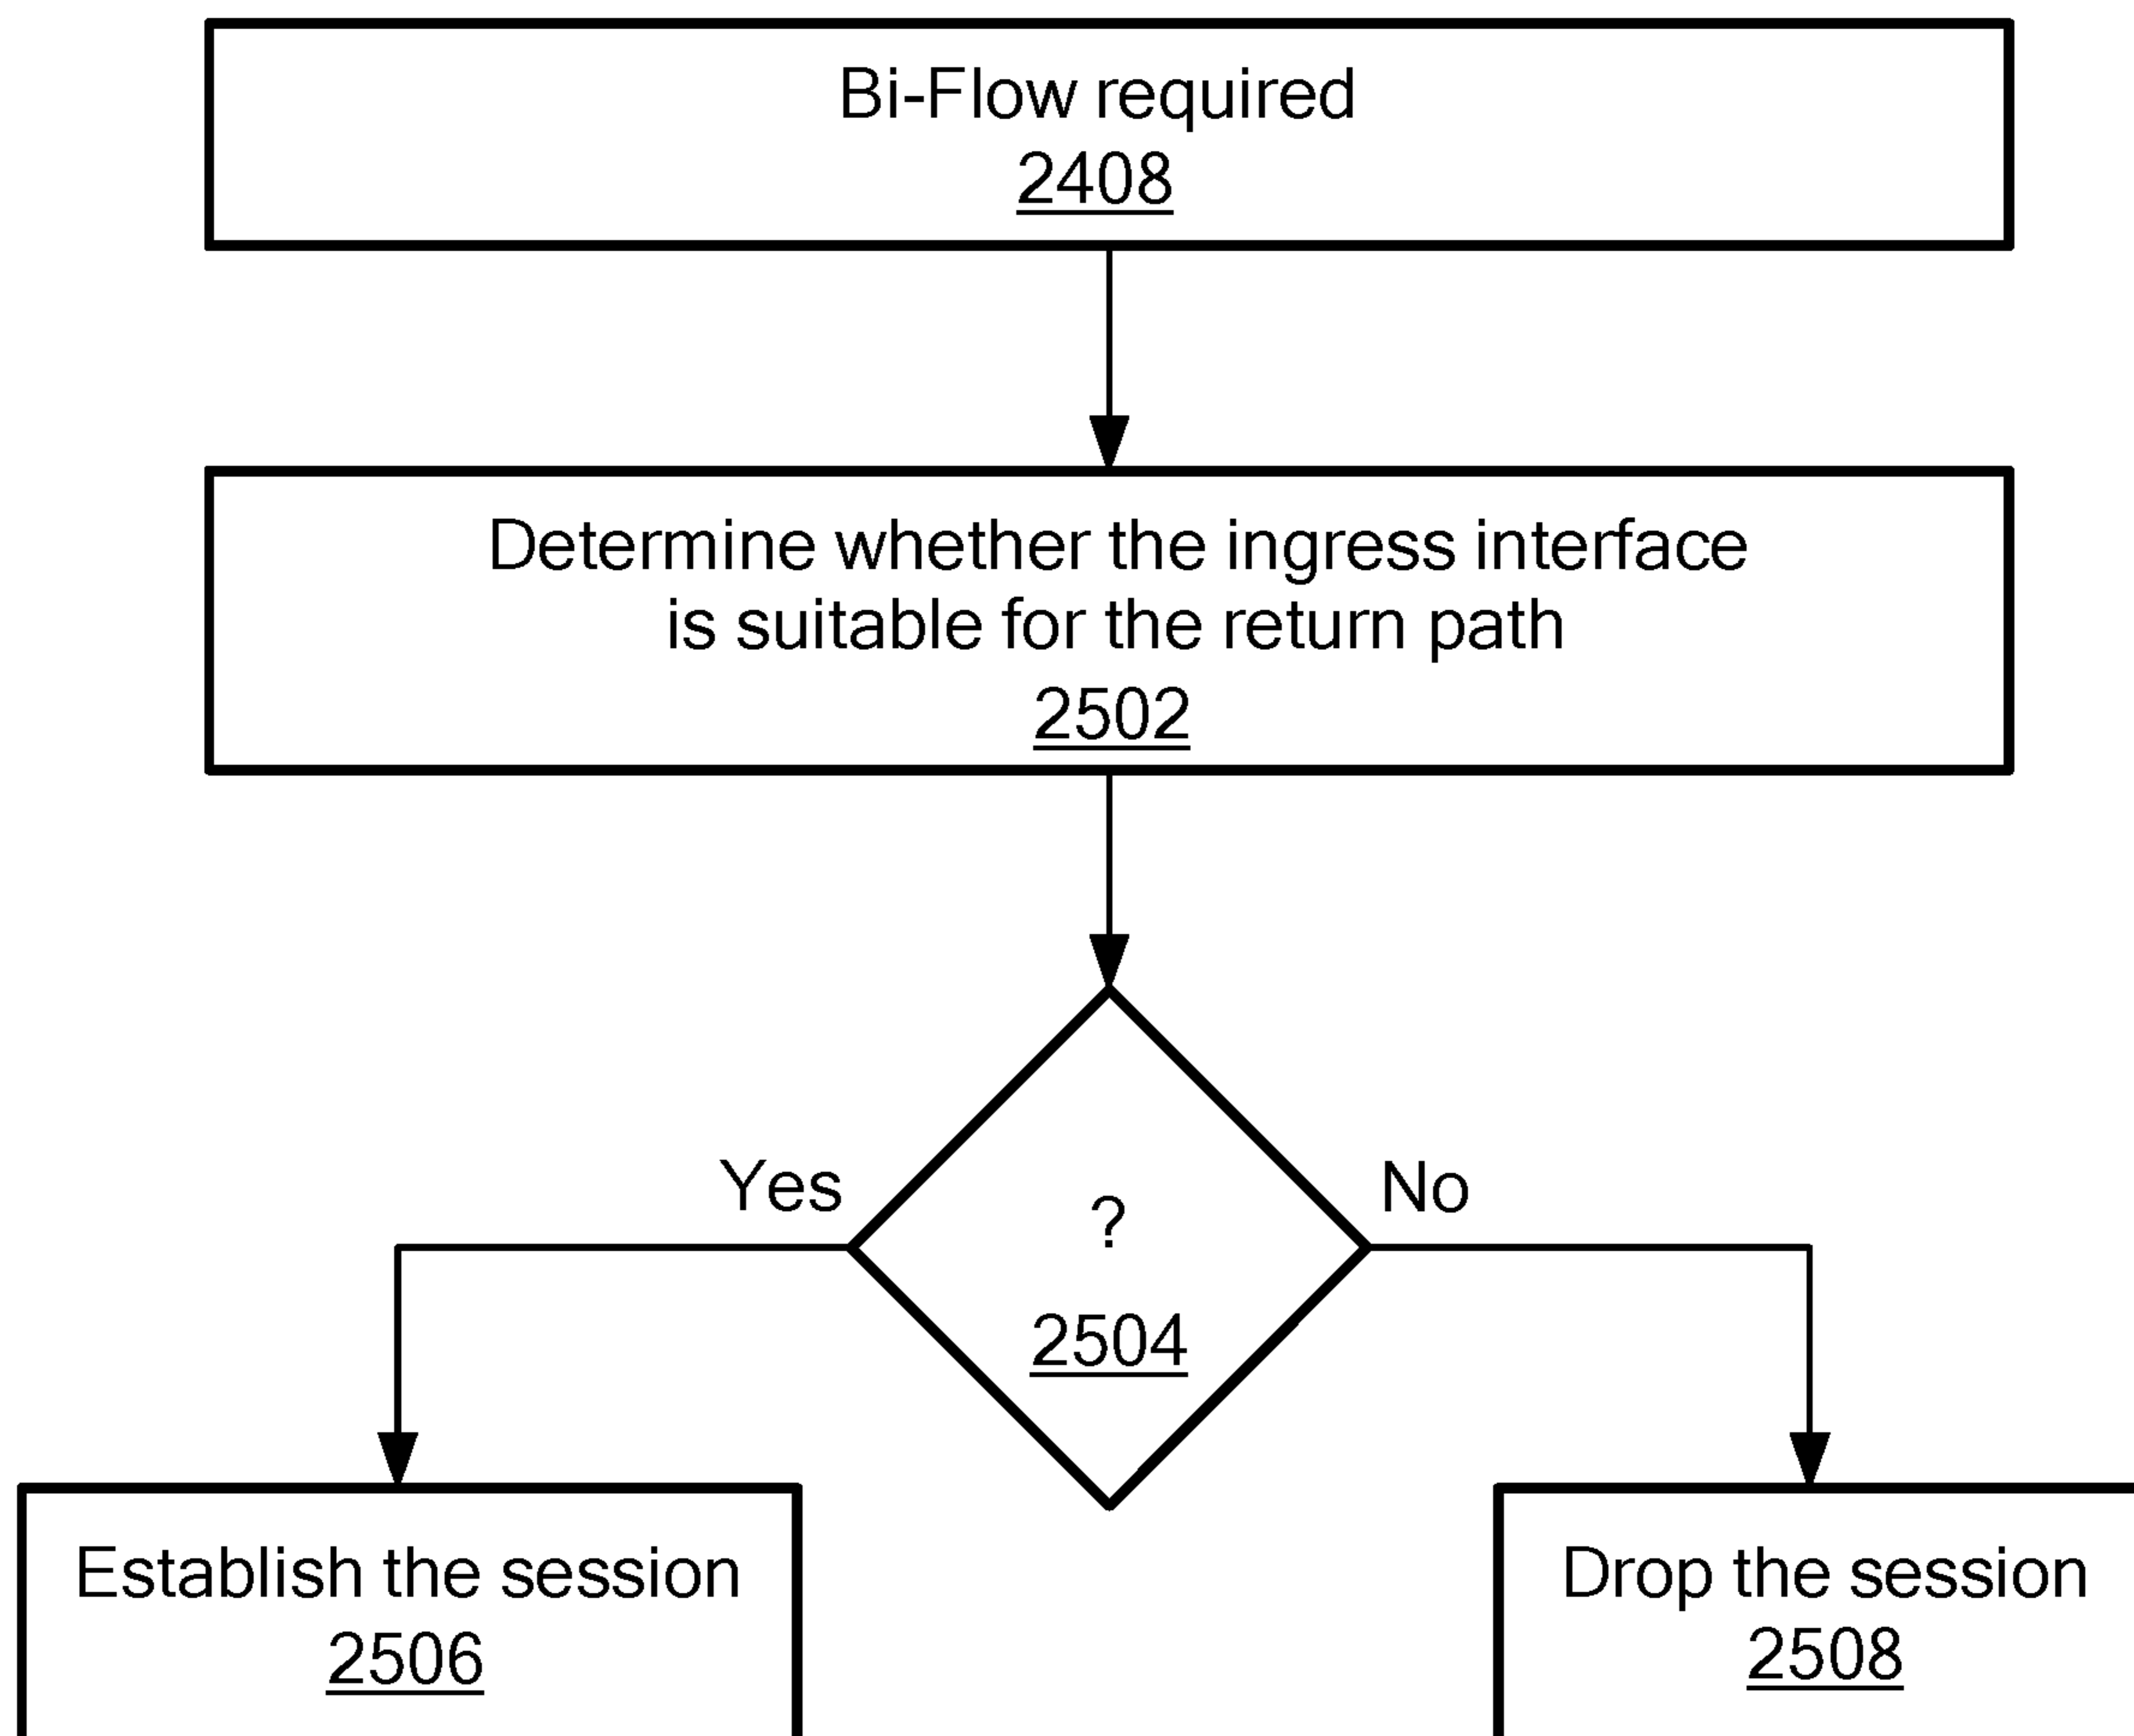 Bi-Flow required
2408
Determine whether the ingress interface
is suitable for the return path
2502
Yes
No
?
2504
Establish the session
2506
Drop the session
2508